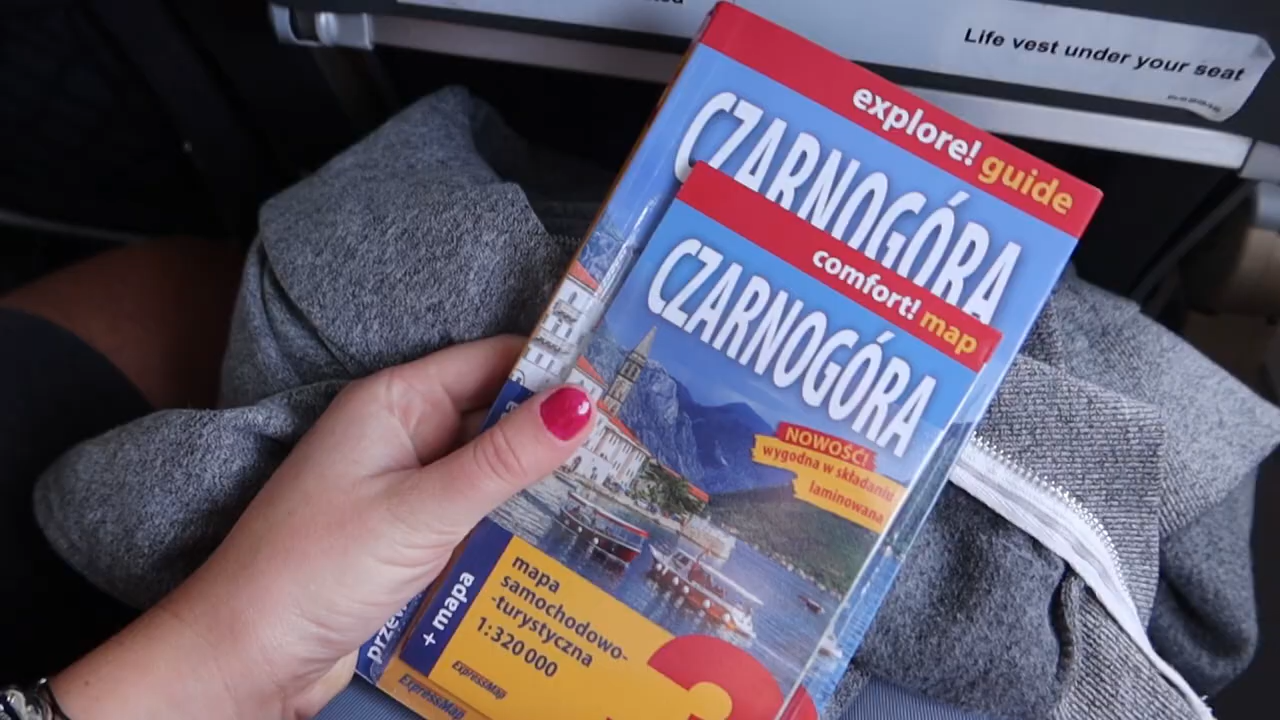 Life vest under your seat
explore! guide
CZARNOGÓRA
comfort! map
CZARNOGÓRA
NOWOŚĆ!
wygodna w składaniu
laminowana
mapa
samochodowo-
-turystyczna
1:320 000
+ mapa
ExpressMap
ExpressMap